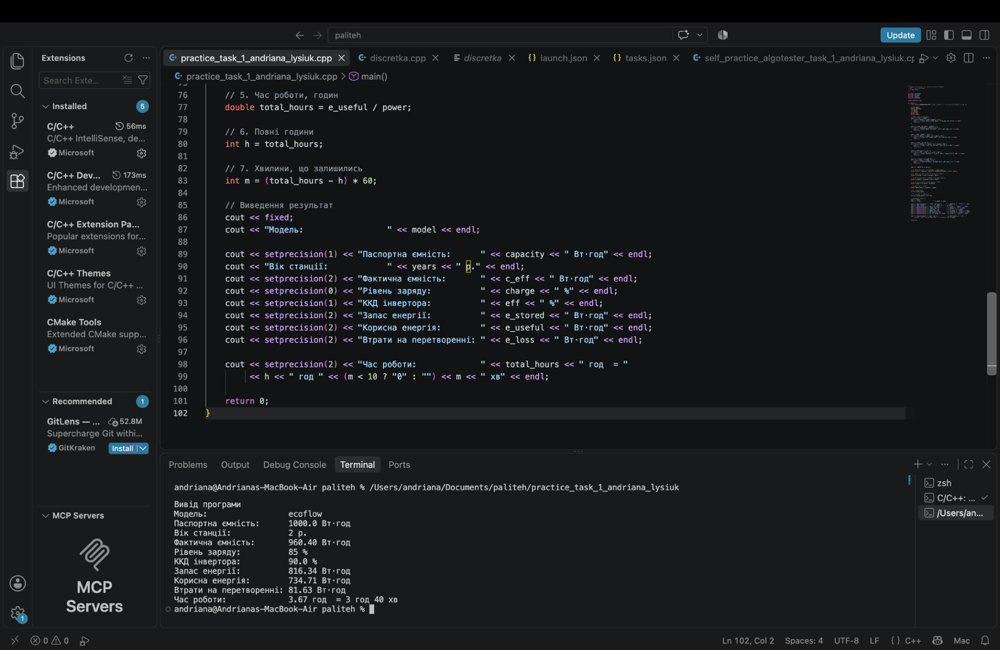 paliteh
Update
Extensions
practice_task_1_andriana_lysiuk.cpp
discretka.cpp
discretka
launch.json
tasks.json
self_practice_algotester_task_1_andriana_lysiuk.cp
Search Exte...
practice_task_1_andriana_lysiuk.cpp > main()
Installed 5
C/C++ 56ms
C/C++ IntelliSense, de...
Microsoft
C/C++ Dev... 173ms
Enhanced developmen...
Microsoft
C/C++ Extension Pa...
Popular extensions for...
Microsoft
C/C++ Themes
UI Themes for C/C++ ...
Microsoft
CMake Tools
Extended CMake supp...
Microsoft
Recommended 1
GitLens — ... 52.8M
Supercharge Git withi...
GitKraken Install
MCP Servers
MCP
Servers
1
75
76 // 5. Час роботи, годин
77 double total_hours = e_useful / power;
78
79 // 6. Повні години
80 int h = total_hours;
81
82 // 7. Хвилини, що залишились
83 int m = (total_hours - h) * 60;
84
85 // Виведення результат
86 cout << fixed;
87 cout << "Модель: " << model << endl;
88
89 cout << setprecision(1) << "Паспортна ємність: " << capacity << " Вт·год" << endl;
90 cout << "Вік станції: " << years << " р." << endl;
91 cout << setprecision(2) << "Фактична ємність: " << c_eff << " Вт·год" << endl;
92 cout << setprecision(0) << "Рівень заряду: " << charge << " %" << endl;
93 cout << setprecision(1) << "ККД інвертора: " << eff << " %" << endl;
94 cout << setprecision(2) << "Запас енергії: " << e_stored << " Вт·год" << endl;
95 cout << setprecision(2) << "Корисна енергія: " << e_useful << " Вт·год" << endl;
96 cout << setprecision(2) << "Втрати на перетворенні: " << e_loss << " Вт·год" << endl;
97
98 cout << setprecision(2) << "Час роботи: " << total_hours << " год  = "
99 << h << " год " << (m < 10 ? "0" : "") << m << " хв" << endl;
100
101 return 0;
102 }
Problems Output Debug Console Terminal Ports
zsh
C/C++: ...
/Users/an...
andriana@Andrianas-MacBook-Air paliteh % /Users/andriana/Documents/paliteh/practice_task_1_andriana_lysiuk
Вивід програми
Модель: ecoflow
Паспортна ємність: 1000.0 Вт·год
Вік станції: 2 р.
Фактична ємність: 960.40 Вт·год
Рівень заряду: 85 %
ККД інвертора: 90.0 %
Запас енергії: 816.34 Вт·год
Корисна енергія: 734.71 Вт·год
Втрати на перетворенні: 81.63 Вт·год
Час роботи: 3.67 год  = 3 год 40 хв
andriana@Andrianas-MacBook-Air paliteh %
0 0
Ln 102, Col 2 Spaces: 4 UTF-8 LF { } C++ Mac